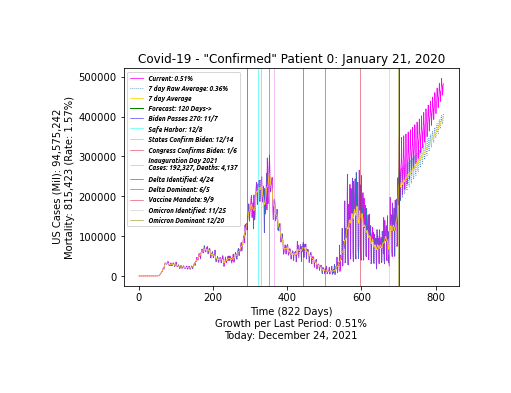 Covid-19 - "Confirmed" Patient 0: January 21, 2020
US Cases (Mil): 94,575,242
Mortality: 815,423 (Rate: 1.57%)
500000
400000
300000
200000
100000
0
Current: 0.51%
7 day Raw Average: 0.36%
7 day Average
Forecast: 120 Days->
Biden Passes 270: 11/7
Safe Harbor: 12/8
States Confirm Biden: 12/14
Congress Confirms Biden: 1/6
Inauguration Day 2021
Cases: 192,327, Deaths: 4,137
Delta Identified: 4/24
Delta Dominant: 6/5
Vaccine Mandate: 9/9
Omicron Identified: 11/25
Omicron Dominant 12/20
0 200 400 600 800
Time (822 Days)
Growth per Last Period: 0.51%
Today: December 24, 2021